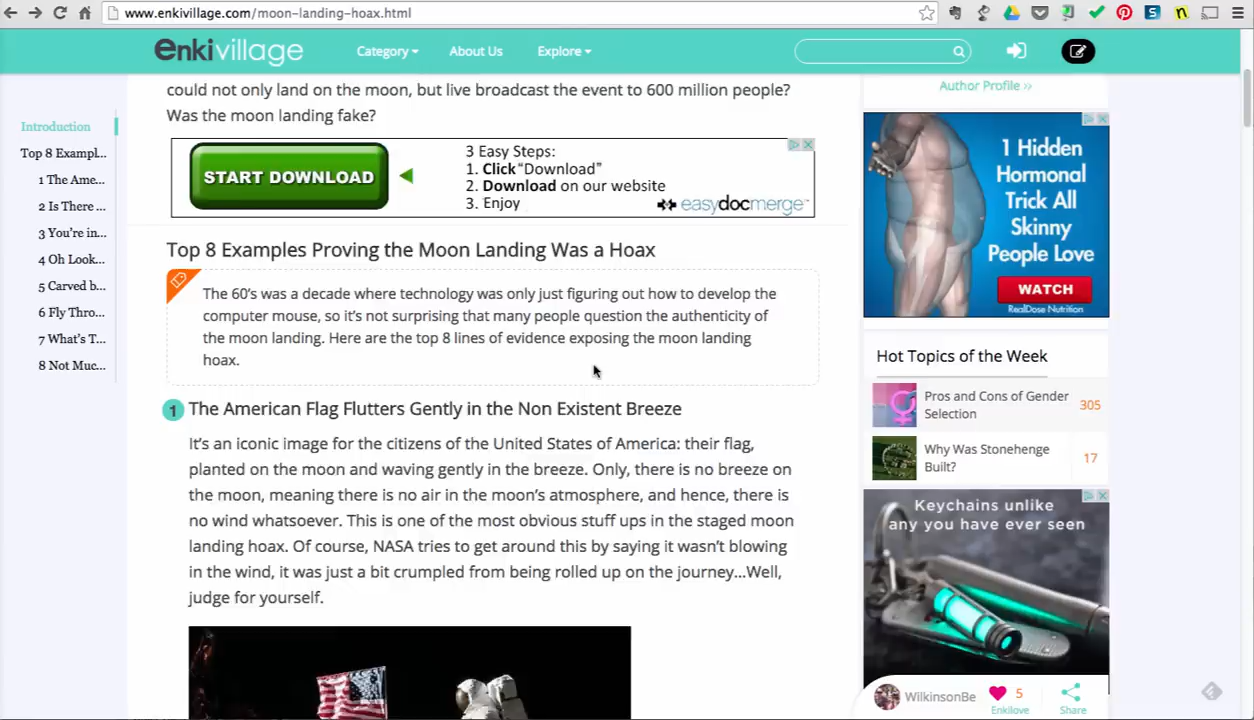 www.enkivillage.com/moon-landing-hoax.html
enkivillage
Category
About Us
Explore
Introduction
Top 8 Exampl...
1 The Ame...
2 Is There ...
3 You're in...
4 Oh Look...
5 Carved b...
6 Fly Thro...
7 What's T...
8 Not Muc...
could not only land on the moon, but live broadcast the event to 600 million people?
Was the moon landing fake?
START DOWNLOAD
3 Easy Steps:
1. Click "Download"
2. Download on our website
3. Enjoy
easydocmerge™
Top 8 Examples Proving the Moon Landing Was a Hoax
The 60's was a decade where technology was only just figuring out how to develop the
computer mouse, so it's not surprising that many people question the authenticity of
the moon landing. Here are the top 8 lines of evidence exposing the moon landing
hoax.
1 The American Flag Flutters Gently in the Non Existent Breeze
It's an iconic image for the citizens of the United States of America: their flag,
planted on the moon and waving gently in the breeze. Only, there is no breeze on
the moon, meaning there is no air in the moon's atmosphere, and hence, there is
no wind whatsoever. This is one of the most obvious stuff ups in the staged moon
landing hoax. Of course, NASA tries to get around this by saying it wasn't blowing
in the wind, it was just a bit crumpled from being rolled up on the journey...Well,
judge for yourself.
Author Profile »
1 Hidden
Hormonal
Trick All
Skinny
People Love
WATCH
RealDose Nutrition
Hot Topics of the Week
Pros and Cons of Gender
Selection
305
Why Was Stonehenge
Built?
17
Keychains unlike
any you have ever seen
WilkinsonBe
5
Enkilove
Share